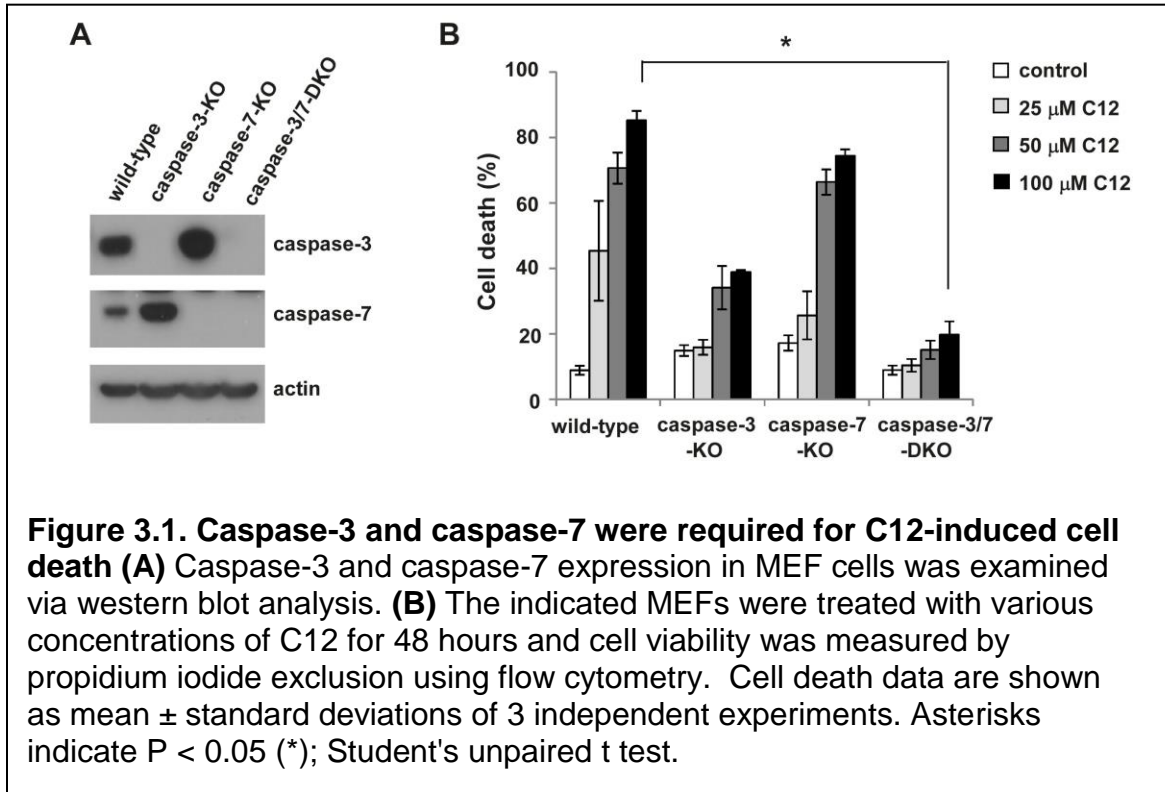 A
wild-type
caspase-3-KO
caspase-7-KO
caspase-3/7-DKO
caspase-3
caspase-7
actin
B
*
100
80
60
40
20
0
Cell death (%)
wild-type
caspase-3
-KO
caspase-7
-KO
caspase-3/7
-DKO
control
25 μM C12
50 μM C12
100 μM C12
Figure 3.1. Caspase-3 and caspase-7 were required for C12-induced cell
death (A) Caspase-3 and caspase-7 expression in MEF cells was examined
via western blot analysis. (B) The indicated MEFs were treated with various
concentrations of C12 for 48 hours and cell viability was measured by
propidium iodide exclusion using flow cytometry. Cell death data are shown
as mean ± standard deviations of 3 independent experiments. Asterisks
indicate P < 0.05 (*); Student's unpaired t test.